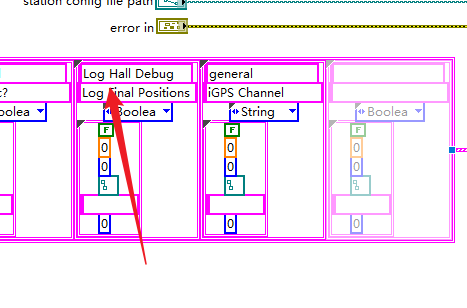 station config file path
error in
Log Hall Debug
general
t?
Log Final Positions
iGPS Channel
oolea
Boolea
String
Boolea
F
F
F
0
0
0
0
0
0
0
0
0